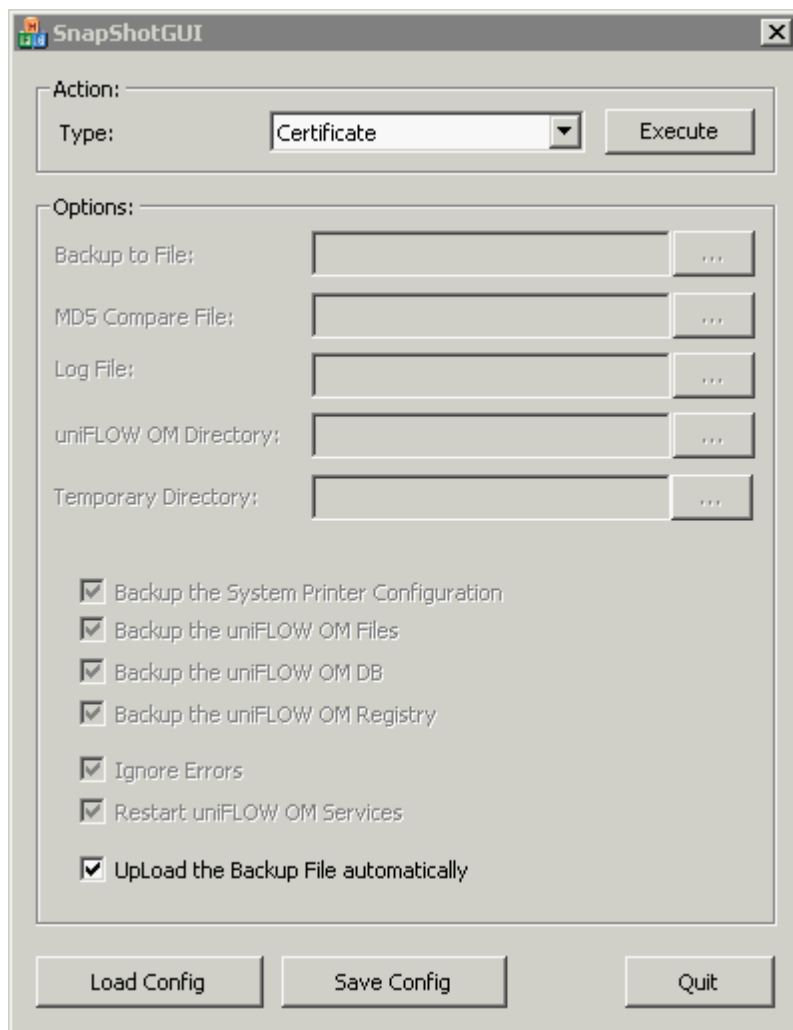 SnapShotGUI
Action:
Type: Certificate Execute
Options:
Backup to File: ...
MD5 Compare File: ...
Log File: ...
uniFLOW OM Directory: ...
Temporary Directory: ...
Backup the System Printer Configuration
Backup the uniFLOW OM Files
Backup the uniFLOW OM DB
Backup the uniFLOW OM Registry
Ignore Errors
Restart uniFLOW OM Services
UpLoad the Backup File automatically
Load Config Save Config Quit